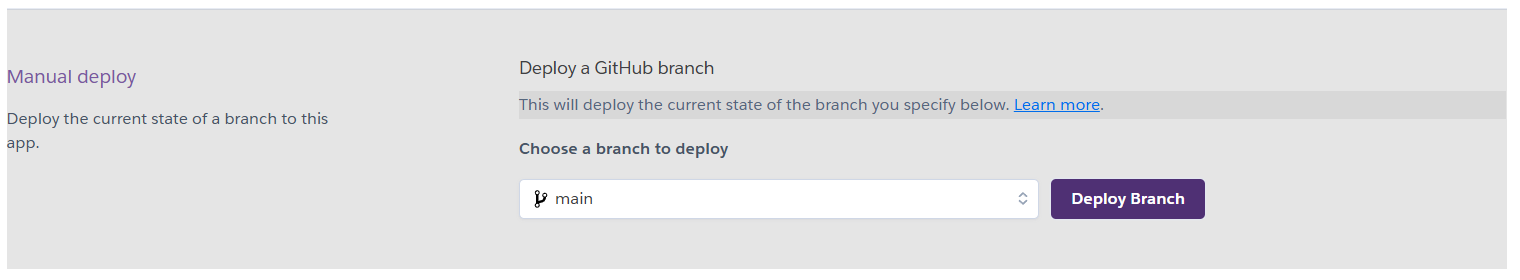 Manual deploy
Deploy the current state of a branch to this
app.
Deploy a GitHub branch
This will deploy the current state of the branch you specify below. Learn more.
Choose a branch to deploy
main
Deploy Branch